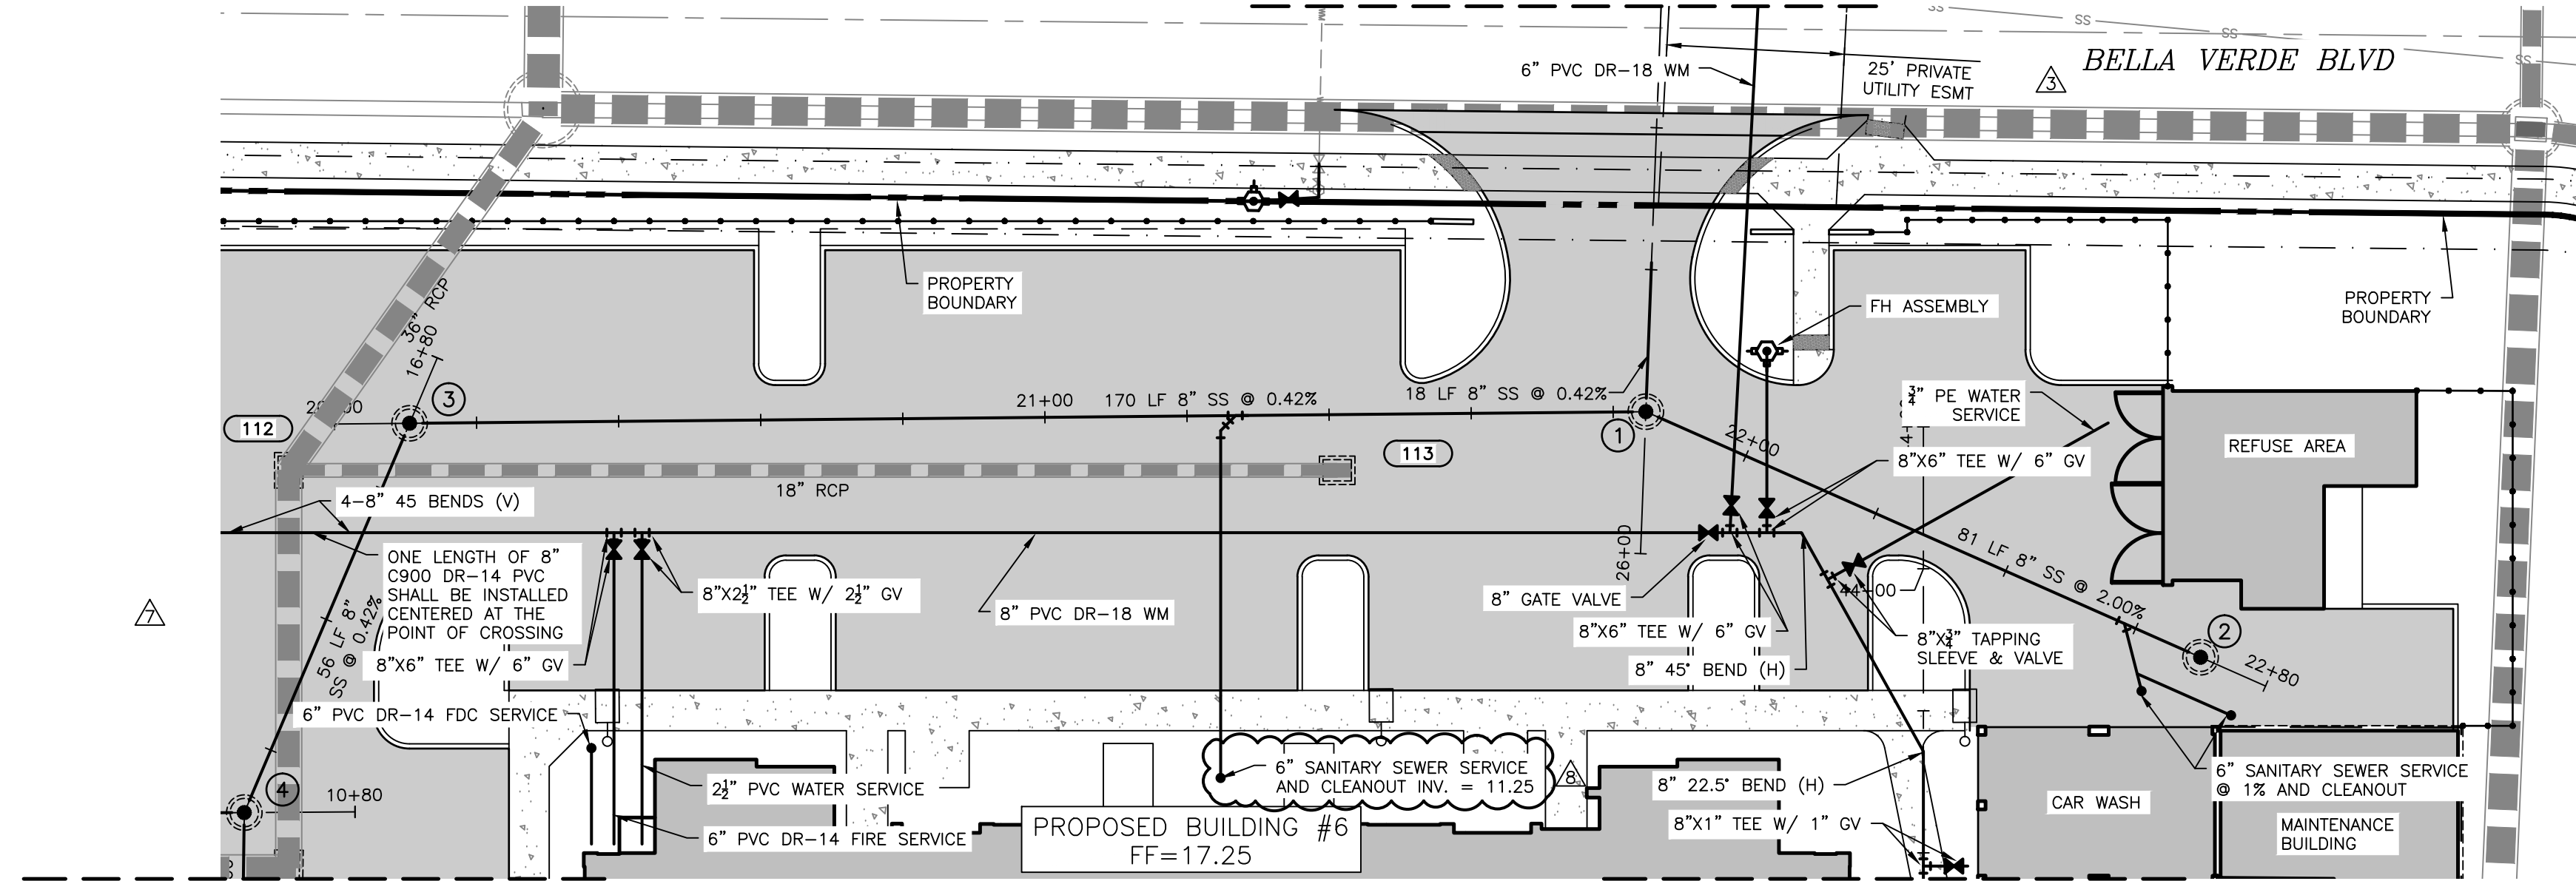 WM
SS
SS
SS
SS
SS
BELLA VERDE BLVD
6" PVC DR-18 WM
25' PRIVATE
UTILITY ESMT
3
PROPERTY
BOUNDARY
36" RCP
16+80
FH ASSEMBLY
PROPERTY
BOUNDARY
3
112
21+00
170 LF 8" SS @ 0.42%
18 LF 8" SS @ 0.42%
1
113
22+00
3/4" PE WATER
SERVICE
REFUSE AREA
8"X6" TEE W/ 6" GV
18" RCP
4-8" 45 BENDS (V)
ONE LENGTH OF 8"
C900 DR-14 PVC
SHALL BE INSTALLED
CENTERED AT THE
POINT OF CROSSING
26+00
81 LF 8" SS @ 2.00%
7
56 LF 8"
SS @ 0.42%
8"X2½" TEE W/ 2½" GV
8" PVC DR-18 WM
8" GATE VALVE
44+00
8"X6" TEE W/ 6" GV
8"X3/4" TAPPING
SLEEVE & VALVE
2
8"X6" TEE W/ 6" GV
8" 45° BEND (H)
22+80
6" PVC DR-14 FDC SERVICE
4
10+80
2½" PVC WATER SERVICE
6" SANITARY SEWER SERVICE
AND CLEANOUT INV. = 11.25
8
8" 22.5° BEND (H)
6" SANITARY SEWER SERVICE
@ 1% AND CLEANOUT
CAR WASH
8"X1" TEE W/ 1" GV
MAINTENANCE
BUILDING
6" PVC DR-14 FIRE SERVICE
PROPOSED BUILDING #6
FF=17.25